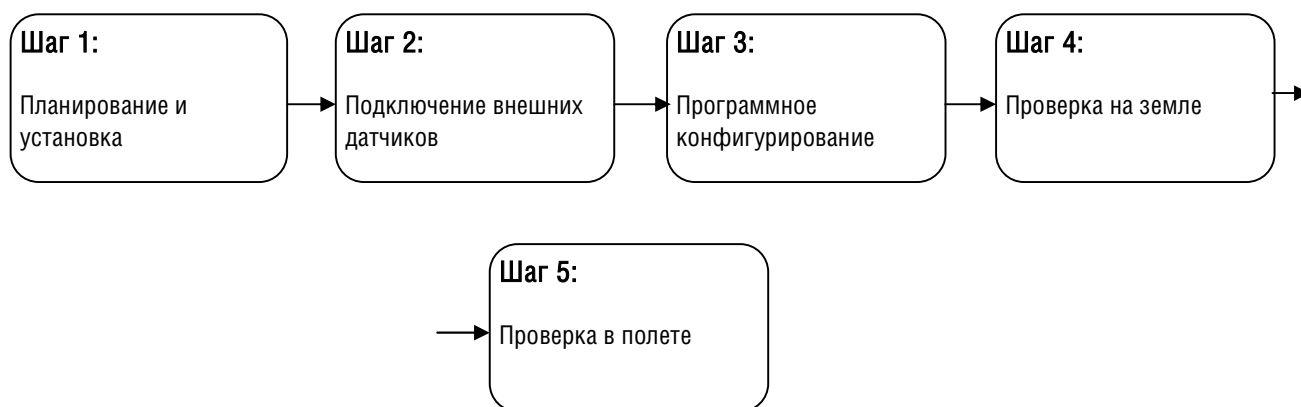 Шаг 1:
Планирование и
установка
Шаг 2:
Подключение внешних
датчиков
Шаг 3:
Программное
конфигурирование
Шаг 4:
Проверка на земле
Шаг 5:
Проверка в полете